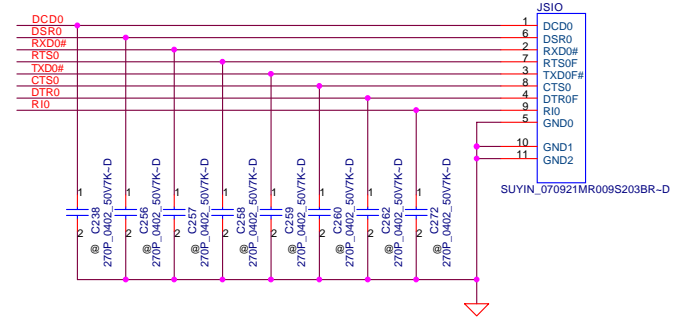 JSIO
DCD0
DSR0
RXD0#
RTS0
TXD0#
CTS0
DTR0
RI0
1 DCD0
6 DSR0
2 RXD0#
7 RTS0F
3 TXD0F#
8 CTS0
4 DTR0F
9 RI0
5 GND0
10 GND1
11 GND2
SUYIN_070921MR009S203BR~D
1 2 @ C238 270P_0402_50V7K~D
1 2 @ C256 270P_0402_50V7K~D
1 2 @ C257 270P_0402_50V7K~D
1 2 @ C258 270P_0402_50V7K~D
1 2 @ C259 270P_0402_50V7K~D
1 2 @ C260 270P_0402_50V7K~D
1 2 @ C262 270P_0402_50V7K~D
1 2 @ C272 270P_0402_50V7K~D